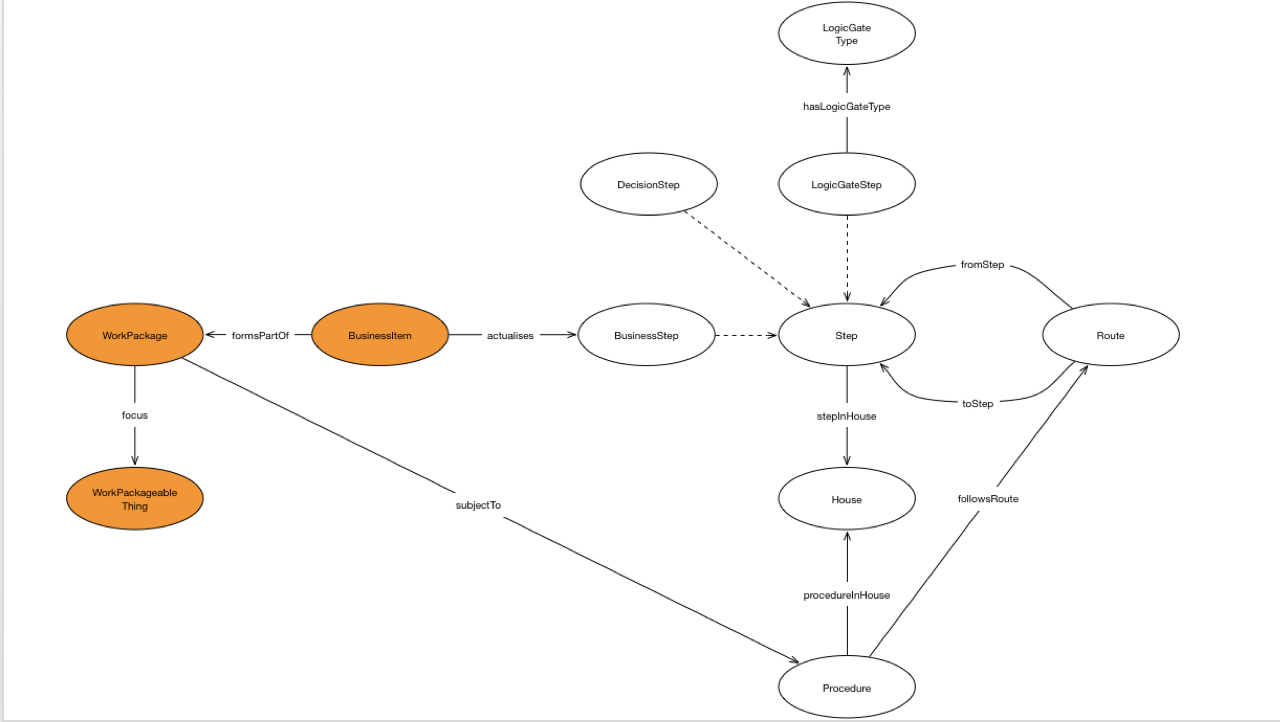 LogicGate
Type
hasLogicGateType
DecisionStep
LogicGateStep
fromStep
WorkPackage
formsPartOf
BusinessItem
actualises
BusinessStep
Step
Route
toStep
focus
stepInHouse
WorkPackageable
Thing
subjectTo
House
followsRoute
procedureInHouse
Procedure